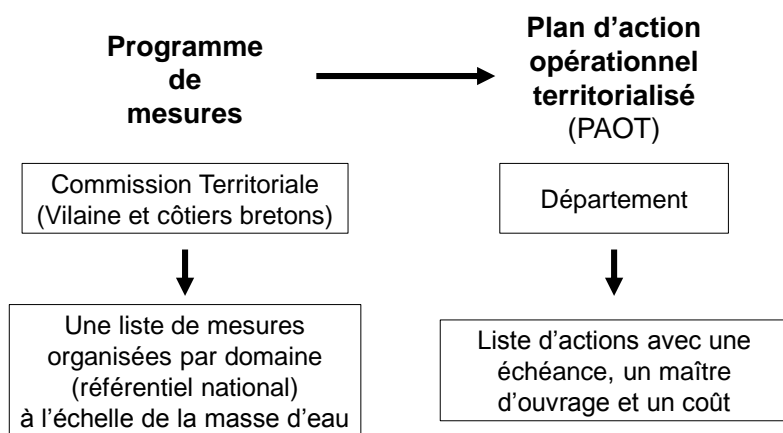 Programme
de
mesures
Plan d’action
opérationnel
territorialisé
(PAOT)
Commission Territoriale
(Vilaine et côtiers bretons)
Département
Une liste de mesures
organisées par domaine
(référentiel national)
à l’échelle de la masse d’eau
Liste d’actions avec une
échéance, un maître
d’ouvrage et un coût